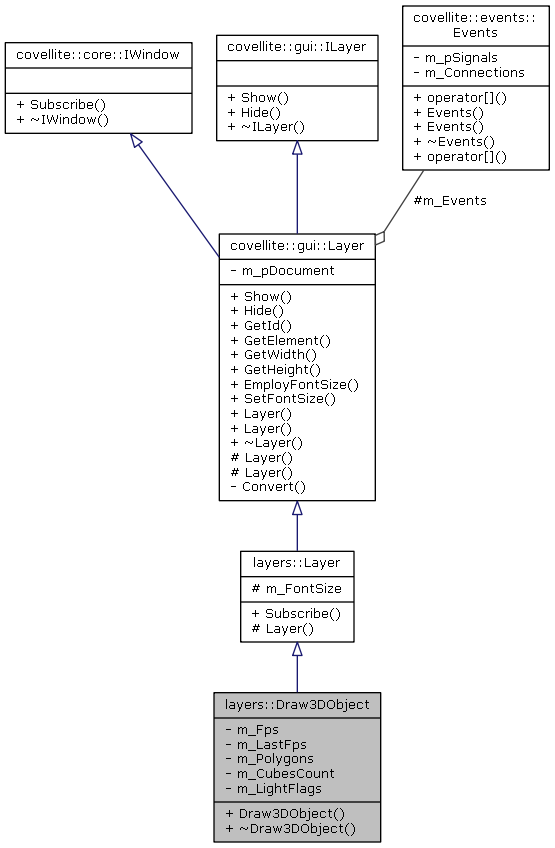 covellite::core::IWindow
+ Subscribe()
+ ~IWindow()
covellite::gui::ILayer
+ Show()
+ Hide()
+ ~ILayer()
covellite::events::
Events
- m_pSignals
- m_Connections
+ operator[]()
+ Events()
+ Events()
+ ~Events()
+ operator[]()
#m_Events
covellite::gui::Layer
- m_pDocument
+ Show()
+ Hide()
+ GetId()
+ GetElement()
+ GetWidth()
+ GetHeight()
+ EmployFontSize()
+ SetFontSize()
+ Layer()
+ Layer()
+ ~Layer()
# Layer()
# Layer()
- Convert()
layers::Layer
# m_FontSize
+ Subscribe()
# Layer()
layers::Draw3DObject
- m_Fps
- m_LastFps
- m_Polygons
- m_CubesCount
- m_LightFlags
+ Draw3DObject()
+ ~Draw3DObject()